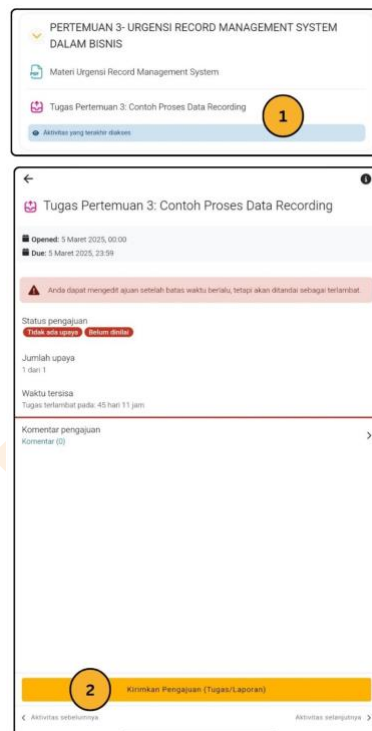 PERTEMUAN 3- URGENSI RECORD MANAGEMENT SYSTEM
DALAM BISNIS
PDF
Materi Urgensi Record Management System
Tugas Pertemuan 3: Contoh Proses Data Recording
1
Aktivitas yang terakhir diakses
Tugas Pertemuan 3: Contoh Proses Data Recording
Opened: 5 Maret 2025, 00:00
Due: 5 Maret 2025, 23:59
Anda dapat mengedit ajuan setelah batas waktu berlalu, tetapi akan ditandai sebagai terlambat.
Status pengajuan
Tidak ada upaya Belum dinilai
Jumlah upaya
1 dari 1
Waktu tersisa
Tugas terlambat pada: 45 hari 11 jam
Komentar pengajuan
Komentar (0)
2 Kirimkan Pengajuan (Tugas/Laporan)
Aktivitas sebelumnya Aktivitas selanjutnya